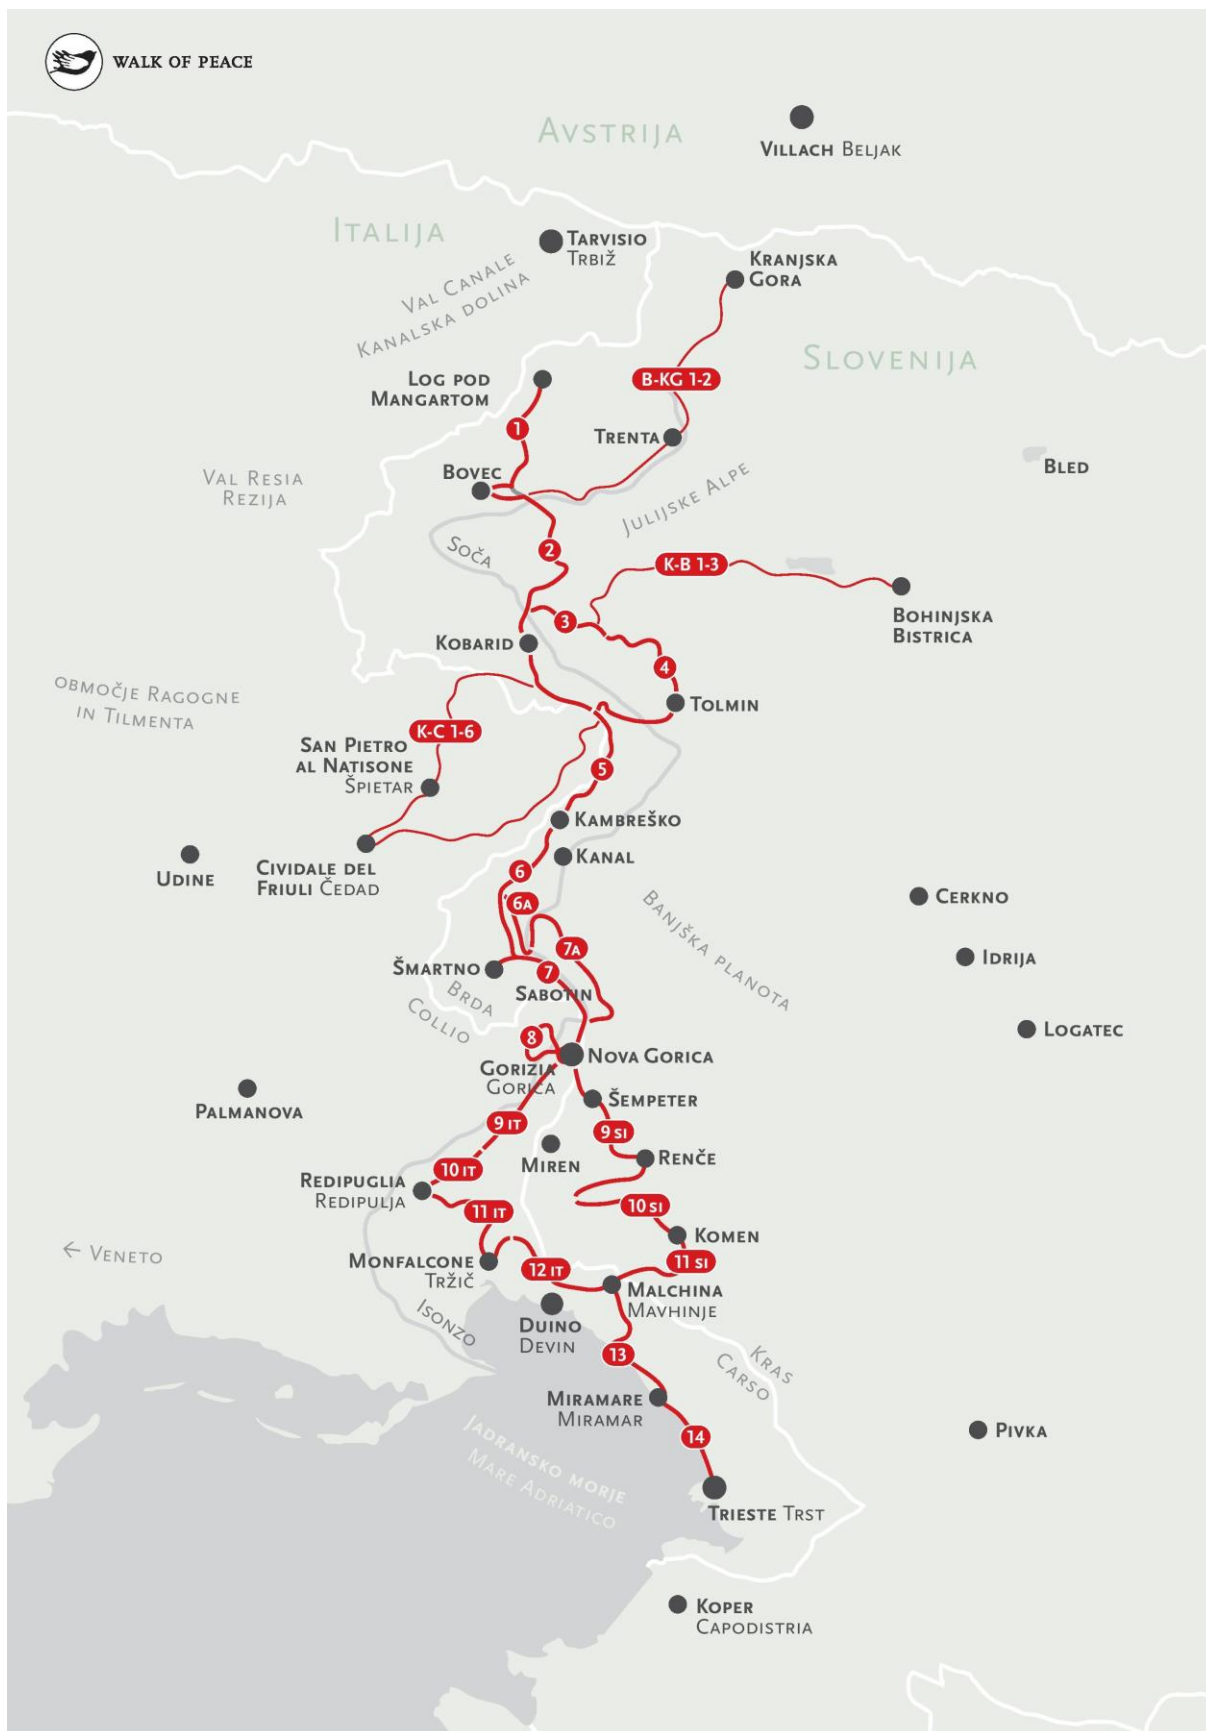 WALK OF PEACE
AVSTRIJA
VILLACH BELJAK
ITALIJA
TARVISIO
TRBIŽ
VAL CANALE
KANALSKA DOLINA
KRANJSKA
GORA
SLOVENIJA
LOG POD
MANGARTOM
B-KG 1-2
1
TRENTA
BLED
VAL RESIA
REZIJA
BOVEC
JULIJSKE ALPE
SOČA
2
K-B 1-3
BOHINJSKA
BISTRICA
3
KOBARID
4
TOLMIN
OBMOČJE RAGOGNE
IN TILMENTA
K-C 1-6
SAN PIETRO
AL NATISONE
ŠPIETAR
5
KAMBREŠKO
KANAL
UDINE
CIVIDALE DEL
FRIULI ČEDAD
6
6A
CERKNO
BANJŠKA PLANOTA
7A
IDRIJA
ŠMARTNO
7
SABOTIN
BRDA
COLLIO
LOGATEC
8
NOVA GORICA
GORIZIA
GORICA
PALMANOVA
ŠEMPETER
9 IT
9 SI
MIREN
RENČE
10 IT
REDIPUGLIA
REDIPULJA
11 IT
10 SI
KOMEN
← VENETO
MONFALCONE
TRŽIČ
12 IT
11 SI
MALCHINA
MAVHINJE
ISONZO
DUINO
DEVIN
13
KRAS
CARSO
MIRAMARE
MIRAMAR
14
PIVKA
JADRANSKO MORJE
MARE ADRIATICO
TRIESTE TRST
KOPER
CAPODISTRIA